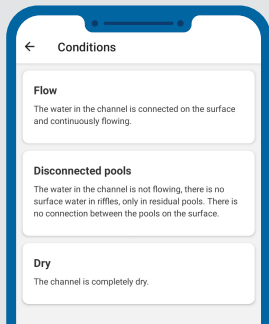 Conditions
Flow
The water in the channel is connected on the surface
and continuously flowing.
Disconnected pools
The water in the channel is not flowing, there is no
surface water in riffles, only in residual pools. There is
no connection between the pools on the surface.
Dry
The channel is completely dry.